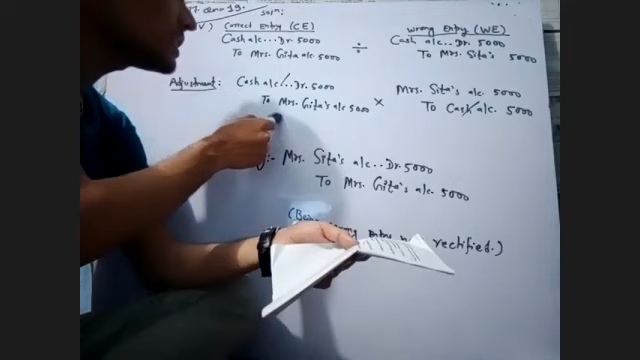 Soln:
V) Correct Entry (CE)
Cash a/c... Dr. 5000
To Mrs. Gita a/c 5000
÷
Wrong Entry (WE)
Cash a/c... Dr. 5000
To Mrs. Sita's 5000
Adjustment: Cash a/c... Dr. 5000
To Mrs. Gita's a/c 5000
×
Mrs. Sita's a/c. 5000
To Cash a/c. 5000
:- Mrs. Sita's a/c... Dr. 5000
To Mrs. Gita's a/c. 5000
rectified.)